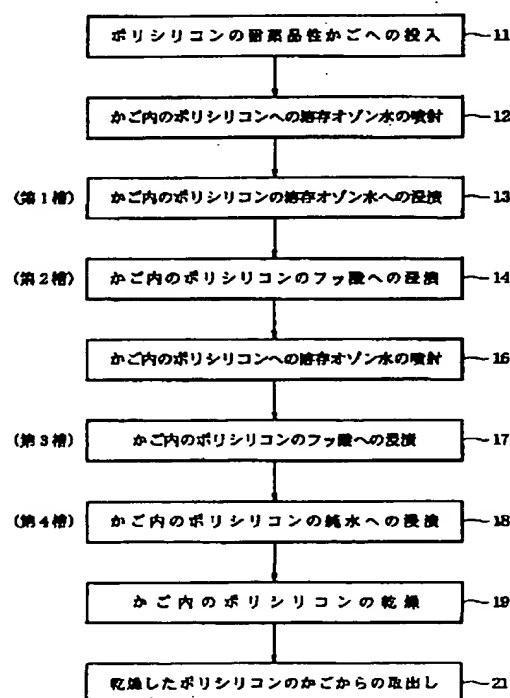 ポリシリコンの耐薬品性かごへの投入 11
かご内のポリシリコンへの溶存オゾン水の噴射 12
(第1槽) かご内のポリシリコンの溶存オゾン水への浸漬 13
(第2槽) かご内のポリシリコンのフッ酸への浸漬 14
かご内のポリシリコンへの溶存オゾン水の噴射 16
(第3槽) かご内のポリシリコンのフッ酸への浸漬 17
(第4槽) かご内のポリシリコンの純水への浸漬 18
かご内のポリシリコンの乾燥 19
乾燥したポリシリコンのかごからの取出し 21